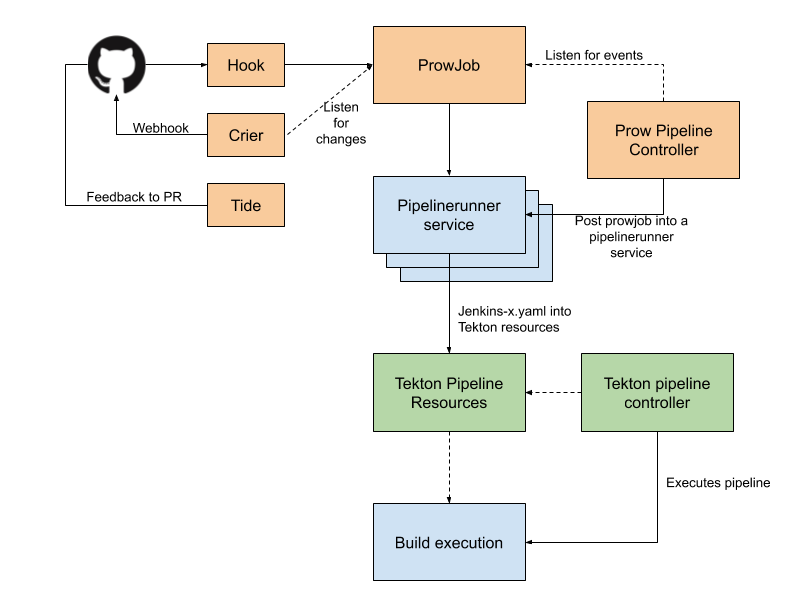 Hook
ProwJob
Listen for events
Listen
for
changes
Webhook
Crier
Prow Pipeline
Controller
Feedback to PR
Tide
Pipelinerunner
service
Post prowjob into a
pipelinerunner
service
Jenkins-x.yaml into
Tekton resources
Tekton Pipeline
Resources
Tekton pipeline
controller
Executes pipeline
Build execution